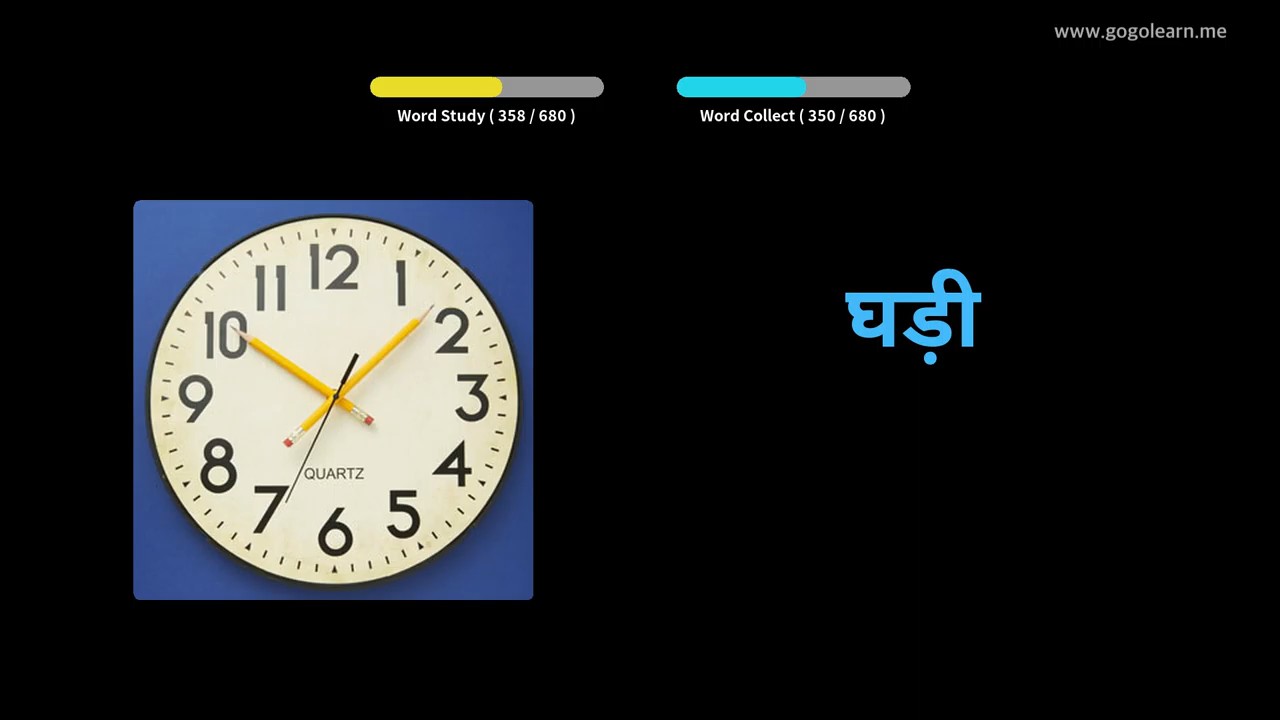 www.gogolearn.me
Word Study ( 358 / 680 )
Word Collect ( 350 / 680 )
12
11
1
10
2
9
3
8
4
QUARTZ
7
5
6
घड़ी